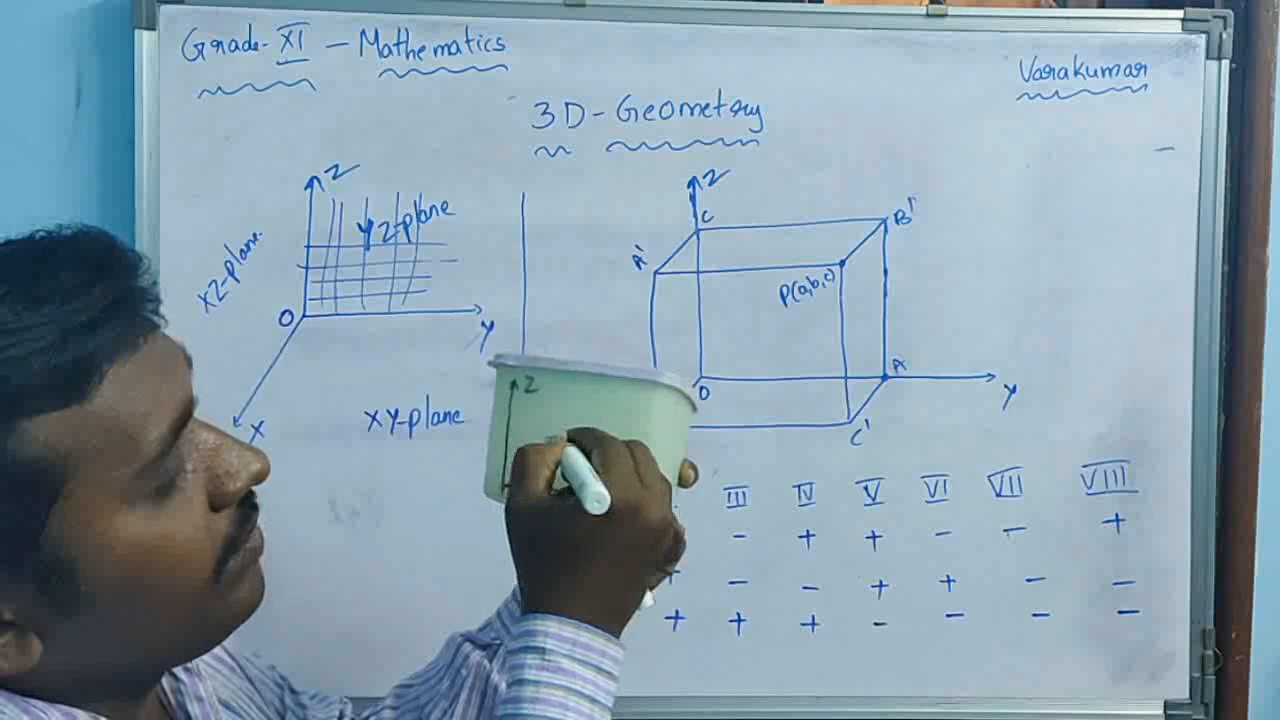 Grade-XI - Mathematics
Varakumar
3D-Geometry
Z
YZ-plane
XZ-plane.
O
Y
X
XY-plane
Z
C
B'
A'
P(a,b,c)
O
A
Y
C'
Z
III IV V VI VII VIII
- + + - - +
+ - - + + - -
+ + + - - - -